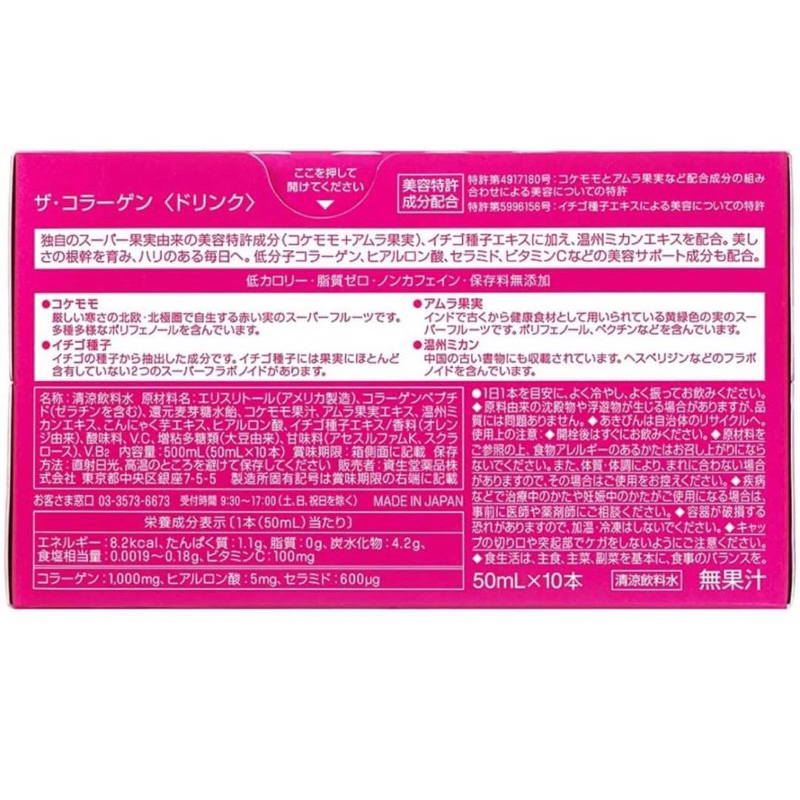 ここを押して
開けてください
ザ・コラーゲン〈ドリンク〉
美容特許
成分配合
特許第4917180号:コケモモとアムラ果実など配合成分の組み
合わせによる美容についての特許
特許第5996156号:イチゴ種子エキスによる美容についての特許
独自のスーパー果実由来の美容特許成分(コケモモ+アムラ果実)、イチゴ種子エキスに加え、温州ミカンエキスを配合。美し
さの根幹を育み、ハリのある毎日へ。低分子コラーゲン、ヒアルロン酸、セラミド、ビタミンCなどの美容サポート成分も配合。
低カロリー・脂質ゼロ・ノンカフェイン・保存料無添加
●コケモモ
厳しい寒さの北欧・北極圏で自生する赤い実のスーパーフルーツです。
多種多様なポリフェノールを含んでいます。
●イチゴ種子
イチゴの種子から抽出した成分です。イチゴ種子には果実にほとんど
含有していない2つのスーパーフラボノイドがあります。
●アムラ果実
インドで古くから健康食材として用いられている黄緑色の実のスー
パーフルーツです。ポリフェノール、ペクチンなどを含んでいます。
●温州ミカン
中国の古い書物にも収載されています。ヘスペリジンなどのフラボ
ノイドを含んでいます。
名称:清涼飲料水 原材料名:エリスリトール(アメリカ製造)、コラーゲンペプチ
ド(ゼラチンを含む)、還元麦芽糖水飴、コケモモ果汁、アムラ果実エキス、温州ミ
カンエキス、こんにゃく芋エキス、ヒアルロン酸、イチゴ種子エキス/香料(オレン
ジ由来)、酸味料、V.C、増粘多糖類(大豆由来)、甘味料(アセスルファムK、スクラ
ロース)、V.B2 内容量:500mL(50mL×10本) 賞味期限:箱側面に記載 保存
方法:直射日光、高温のところを避けて保存してください 販売者:資生堂薬品株式会社
東京都中央区銀座7-5-5 製造所固有記号は賞味期限の右端に記載
お客さま窓口 03-3573-6673 受付時間 9:30~17:00(土、日、祝日を除く) MADE IN JAPAN
栄養成分表示[1本(50mL)当たり]
エネルギー:8.2kcal、たんぱく質:1.1g、脂質:0g、炭水化物:4.2g、
食塩相当量:0.0019~0.18g、ビタミンC:100mg
コラーゲン:1,000mg、ヒアルロン酸:5mg、セラミド:600μg
●1日1本を目安に、よく冷やし、よく振ってお飲みください。
◆原料由来の沈殿物や浮遊物が生じる場合がありますが、品
質には問題ありません。◆あきびんは自治体のリサイクルへ。
使用上の注意:●開栓後はすぐにお飲みください。●原材料を
ご参照の上、食物アレルギーのあるかたはお召し上がりになら
ないでください。また、体質・体調により、まれに合わない場合
がありますので、その場合はご使用をお控えください。◆疾病
などで治療中のかたや妊娠中のかたがご使用になる場合は、
事前に医師や薬剤師にご相談ください。◆容器が破損する
恐れがありますので、加温・冷凍はしないでください。◆キャッ
プの切り口や突起部でケガをしないようにご注意ください。
◆食生活は、主食、主菜、副菜を基本に、食事のバランスを。
50mL×10本 清涼飲料水 無果汁